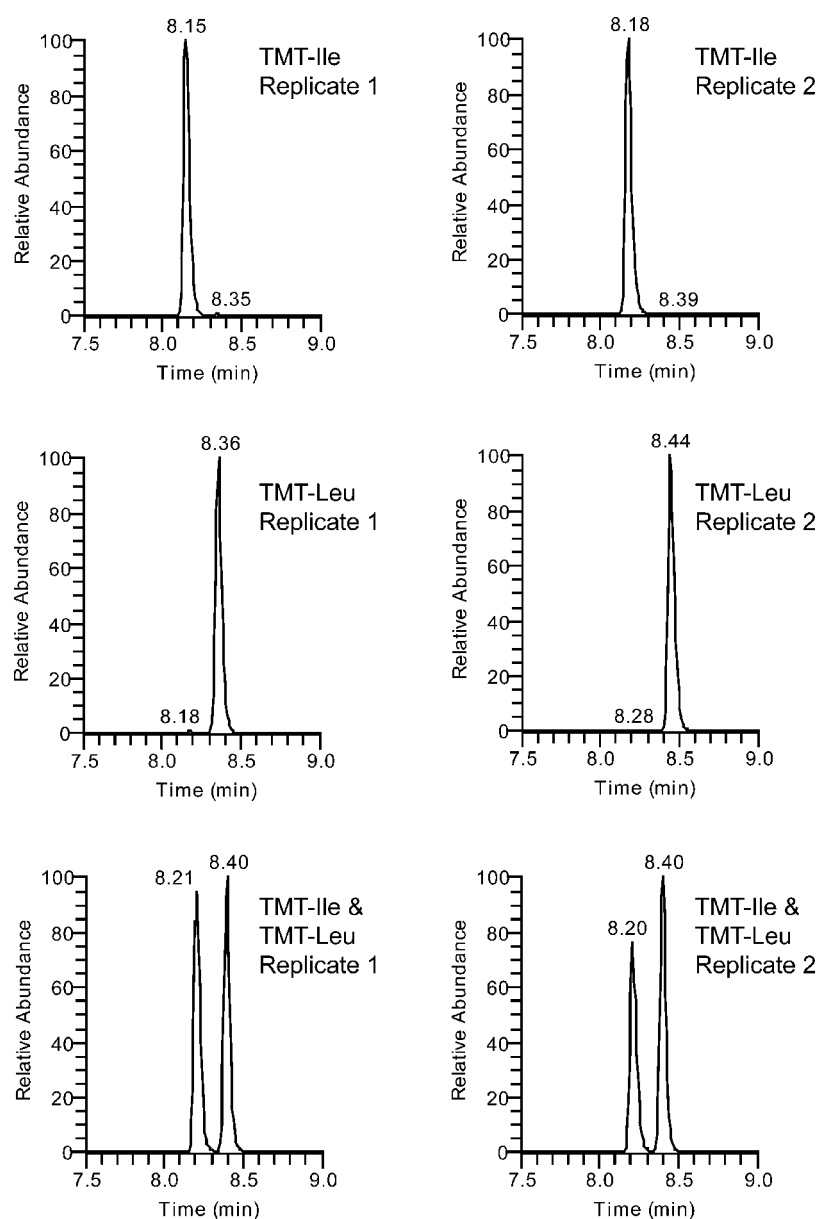 8.15
TMT-Ile
Replicate 1
100
80
60
40
20
0
Relative Abundance
8.35
7.5 8.0 8.5 9.0
Time (min)
8.18
TMT-Ile
Replicate 2
100
80
60
40
20
0
Relative Abundance
8.39
7.5 8.0 8.5 9.0
Time (min)
8.36
TMT-Leu
Replicate 1
100
80
60
40
20
0
Relative Abundance
8.18
7.5 8.0 8.5 9.0
Time (min)
8.44
TMT-Leu
Replicate 2
100
80
60
40
20
0
Relative Abundance
8.28
7.5 8.0 8.5 9.0
Time (min)
8.21 8.40
TMT-Ile &
TMT-Leu
Replicate 1
100
80
60
40
20
0
Relative Abundance
7.5 8.0 8.5 9.0
Time (min)
8.40
8.20
TMT-Ile &
TMT-Leu
Replicate 2
100
80
60
40
20
0
Relative Abundance
7.5 8.0 8.5 9.0
Time (min)